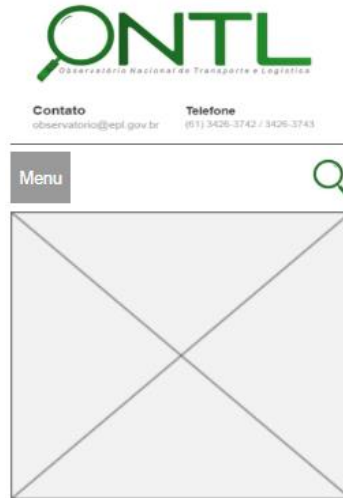 ONTL
Observatório Nacional de Transporte e Logística
Contato
observatorio@epl.gov.br
Telefone
(61) 3426-3742 / 3426-3743
Menu